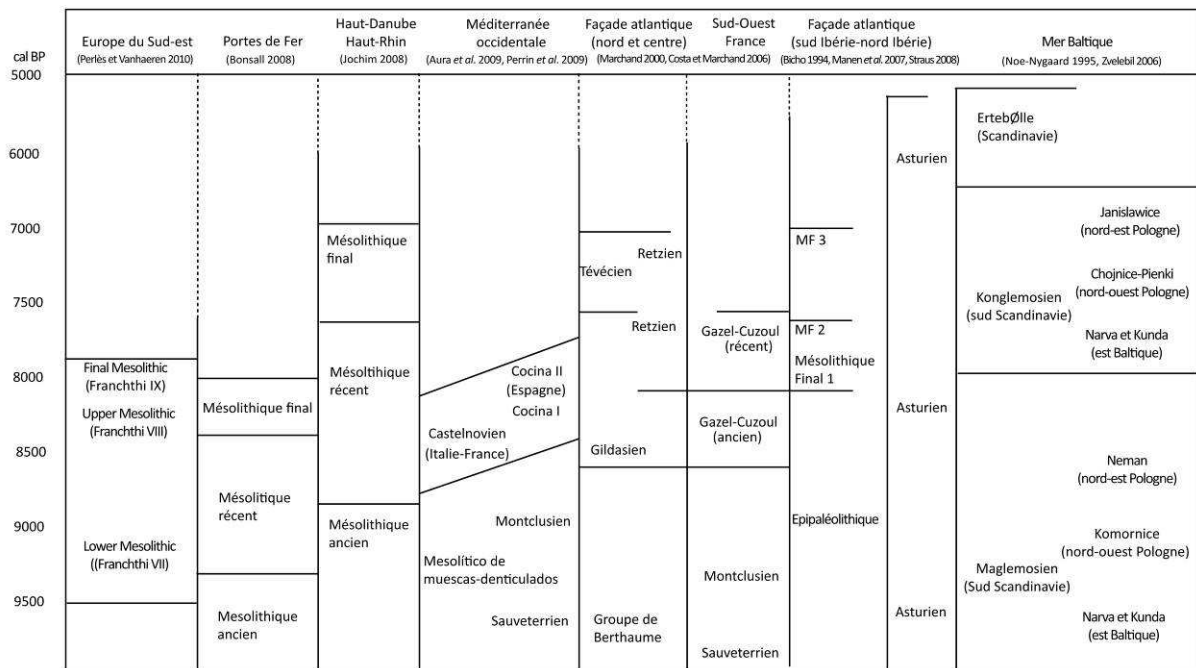 cal BP
5000
6000
7000
7500
8000
8500
9000
9500
Europe du Sud-est
(Perlès et Vanhaeren 2010)
Final Mesolithic
(Franchthi IX)
Upper Mesolithic
(Franchthi VIII)
Lower Mesolithic
((Franchthi VII)
Portes de Fer
(Bonsall 2008)
Mésolithique final
Mésolitique
récent
Mesolithique
ancien
Haut-Danube
Haut-Rhin
(Jochim 2008)
Mésolithique
final
Mésoltihique
récent
Mésolithique
ancien
Méditerranée
occidentale
(Aura et al. 2009, Perrin et al. 2009)
Cocina II
(Espagne)
Cocina I
Castelnovien
(Italie-France)
Montclusien
Mesolítico de
muescas-denticulados
Sauveterrien
Façade atlantique
(nord et centre)
(Marchand 2000, Costa et Marchand 2006)
Retzien
Tévécien
Retzien
Gildasien
Groupe de
Berthaume
Sud-Ouest
France
Gazel-Cuzoul
(récent)
Gazel-Cuzoul
(ancien)
Montclusien
Sauveterrien
Façade atlantique
(sud Ibérie-nord Ibérie)
(Bicho 1994, Manen et al. 2007, Straus 2008)
MF 3
MF 2
Mésolithique
Final 1
Epipaléolithique
Asturien
Asturien
Asturien
Mer Baltique
(Noe-Nygaard 1995, Zvelebil 2006)
ErtebØlle
(Scandinavie)
Janislawice
(nord-est Pologne)
Chojnice-Pienki
(nord-ouest Pologne)
Konglemosien
(sud Scandinavie)
Narva et Kunda
(est Baltique)
Neman
(nord-est Pologne)
Komornice
(nord-ouest Pologne)
Maglemosien
(Sud Scandinavie)
Narva et Kunda
(est Baltique)